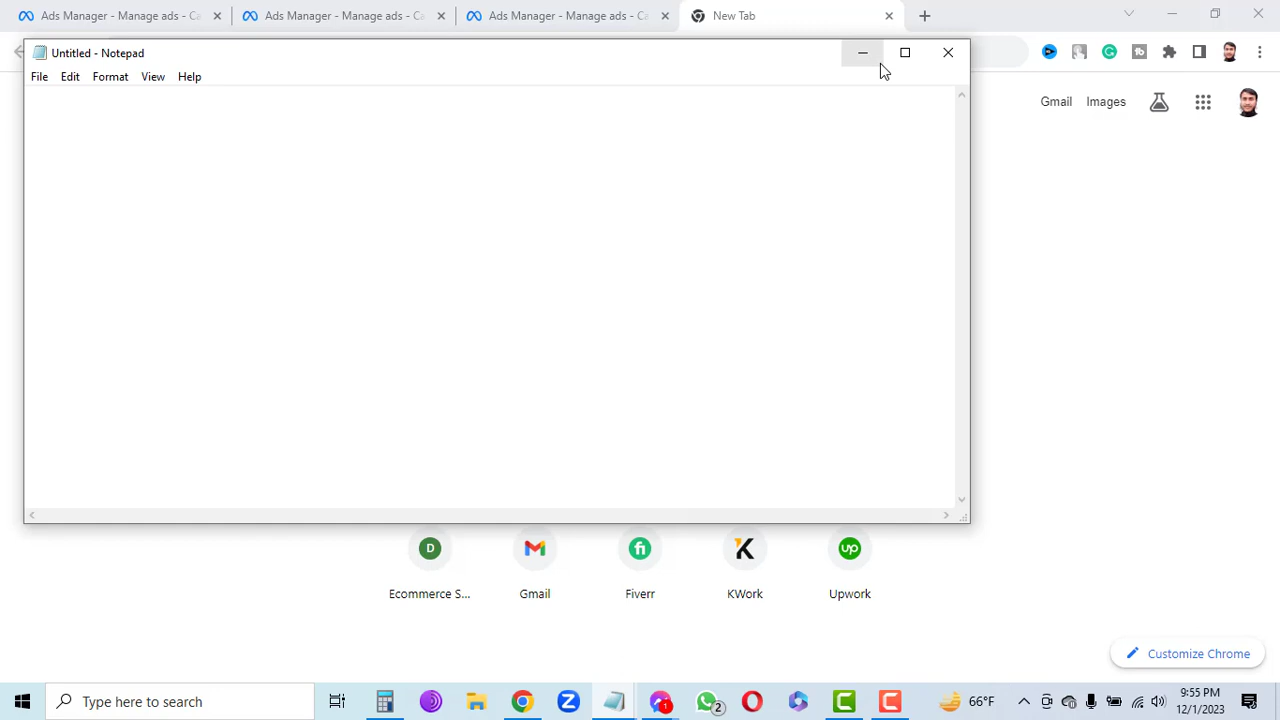 Ads Manager - Manage ads - Ca
Ads Manager - Manage ads - Ca
Ads Manager - Manage ads - Ca
New Tab
Untitled - Notepad
File Edit Format View Help
Gmail Images
D
Ecommerce S...
Gmail
Fiverr
KWork
Upwork
Customize Chrome
Type here to search
1
2
66°F
9:55 PM
12/1/2023